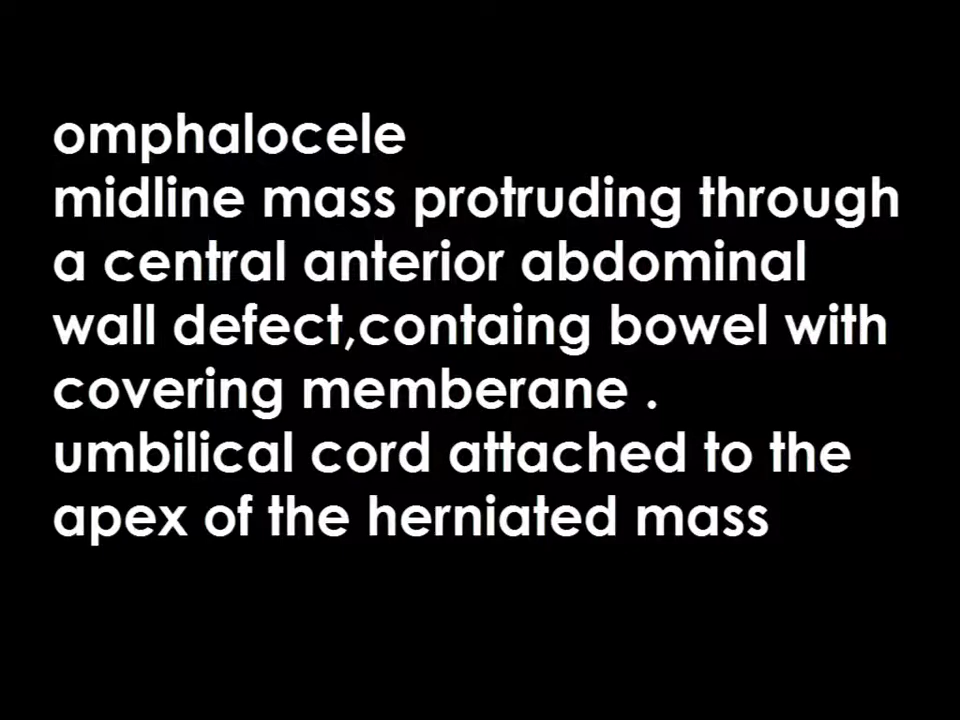 omphalocele
midline mass protruding through
a central anterior abdominal
wall defect,containg bowel with
covering memberane .
umbilical cord attached to the
apex of the herniated mass